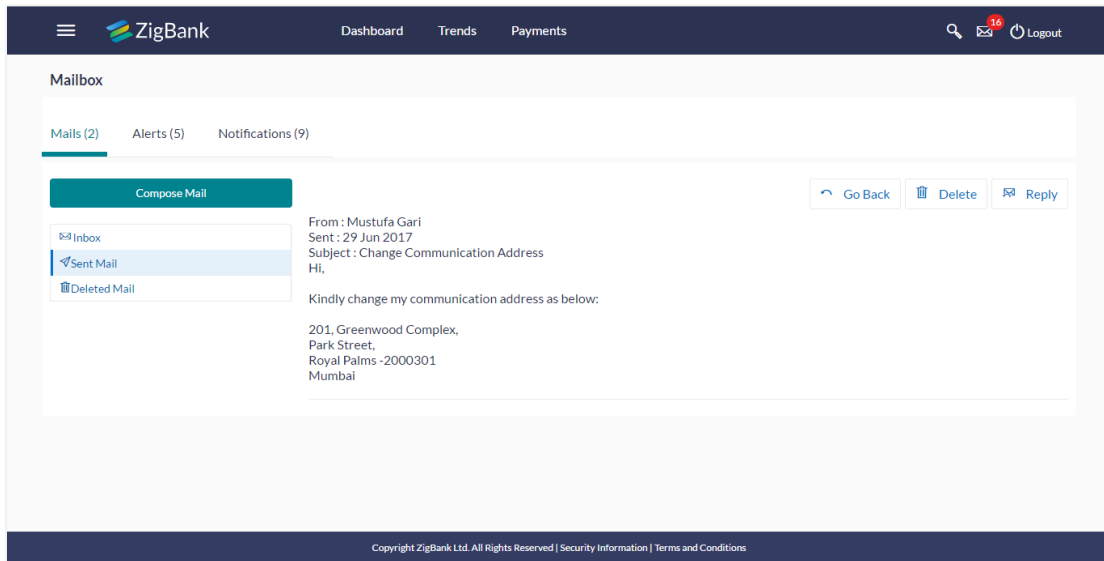 ZigBank Dashboard Trends Payments 16 Logout
Mailbox
Mails (2) Alerts (5) Notifications (9)
Compose Mail
Go Back Delete Reply
Inbox
Sent Mail
Deleted Mail
From : Mustufa Gari
Sent : 29 Jun 2017
Subject : Change Communication Address
Hi,
Kindly change my communication address as below:
201, Greenwood Complex,
Park Street,
Royal Palms -2000301
Mumbai
Copyright ZigBank Ltd. All Rights Reserved | Security Information | Terms and Conditions